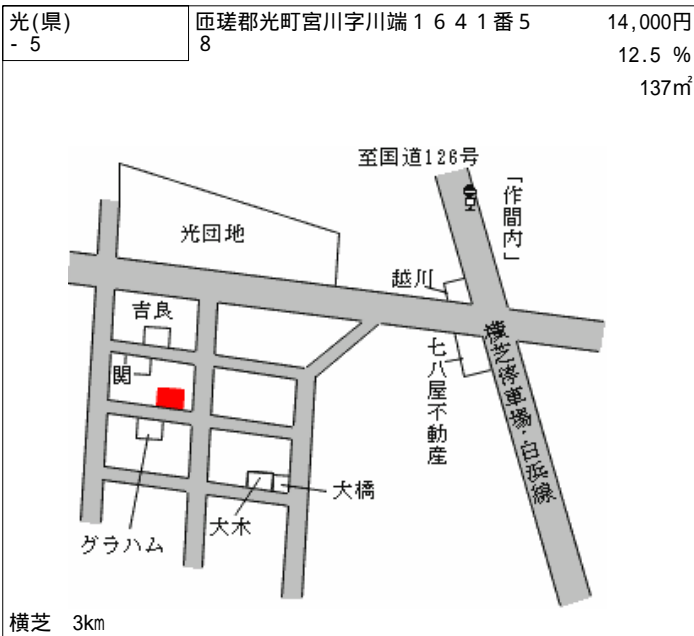 光(県)
- 5
匝瑳郡光町宮川字川端１６４１番５
8
14,000円
12.5 %
137㎡
至国道126号
「作間内」
光団地
越川
吉良
関
七八屋不動産
横芝停車場・白浜線
大橋
大木
グラハム
横芝 3km